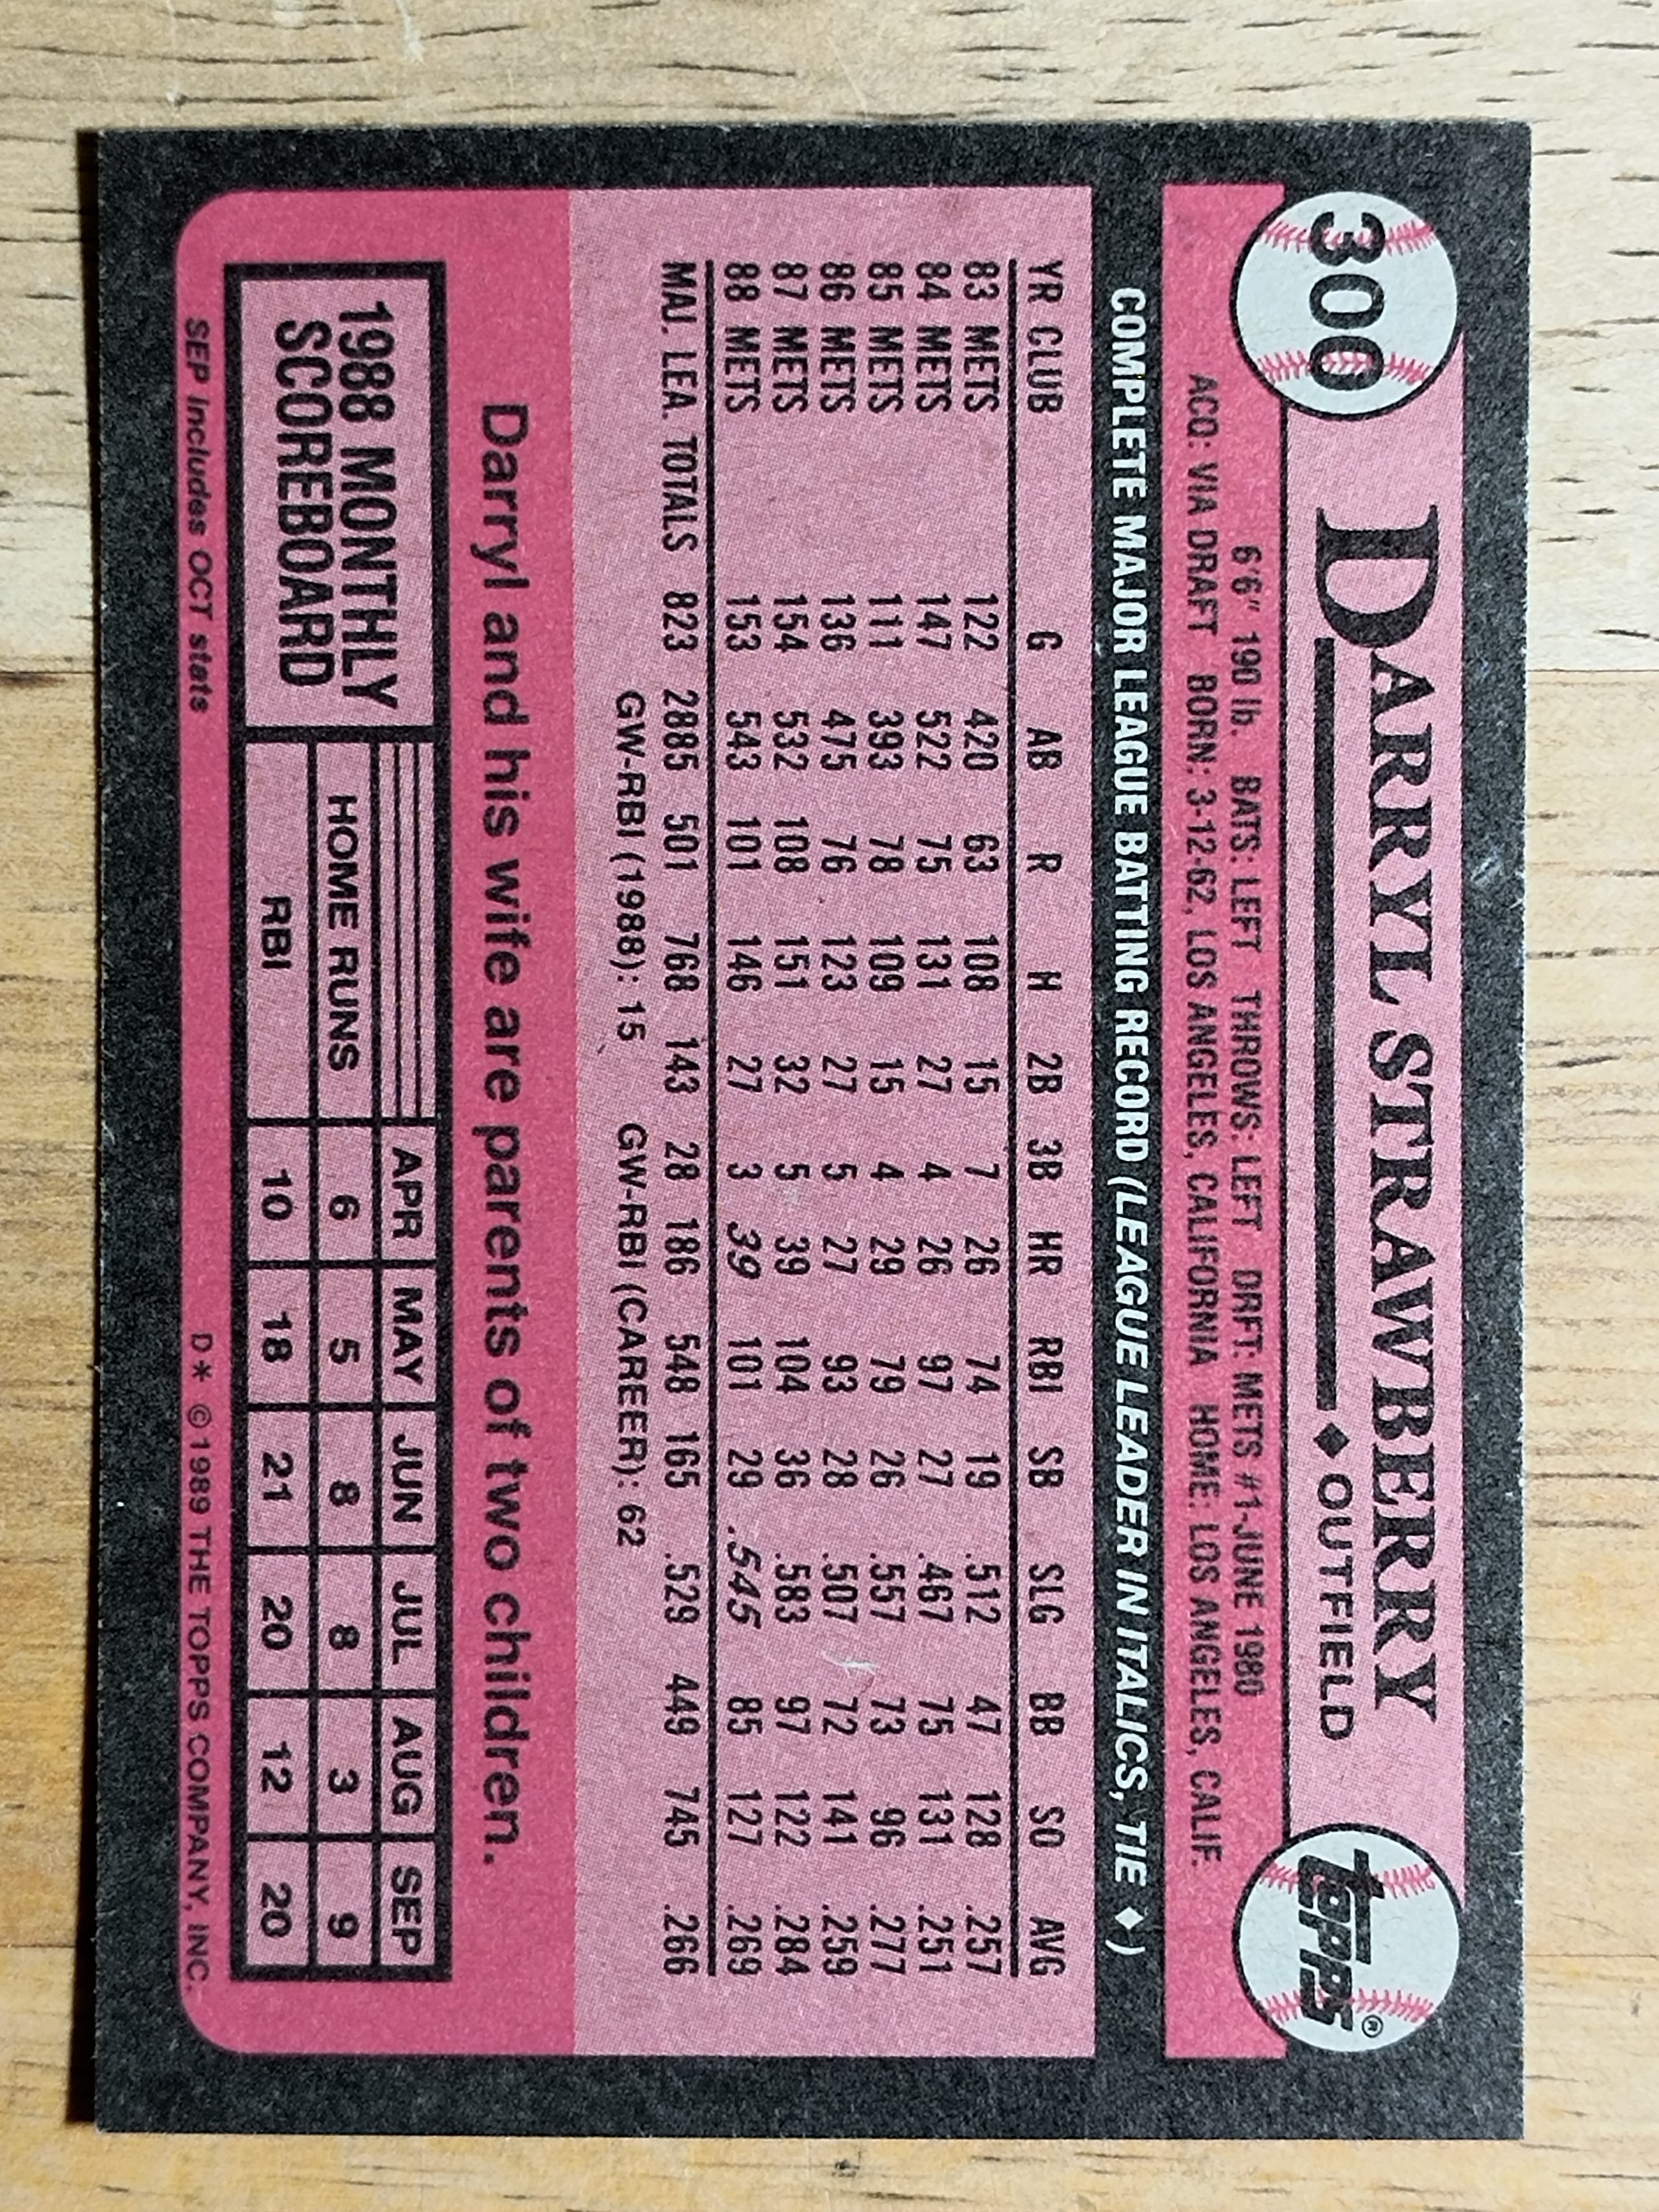 300
DARRYL STRAWBERRY
◆ OUTFIELD
topps®
6'6" 190 lb. BATS: LEFT THROWS: LEFT DRFT: METS #1-JUNE 1980
ACQ: VIA DRAFT BORN: 3-12-62, LOS ANGELES, CALIFORNIA HOME: LOS ANGELES, CALIF.
COMPLETE MAJOR LEAGUE BATTING RECORD (LEAGUE LEADER IN ITALICS, TIE ♦)
YR CLUB G AB R H 2B 3B HR RBI SB SLG BB SO AVG
83 METS 122 420 63 108 15 7 26 74 19 .512 47 128 .257
84 METS 147 522 75 131 27 4 26 97 27 .467 75 131 .251
85 METS 111 393 78 109 15 4 29 79 26 .557 73 96 .277
86 METS 136 475 76 123 27 5 27 93 28 .507 72 141 .259
87 METS 154 532 108 151 32 5 39 104 36 .583 97 122 .284
88 METS 153 543 101 146 27 3 39 101 29 .545 85 127 .269
MAJ. LEA. TOTALS 823 2885 501 768 143 28 186 548 165 .529 449 745 .266
GW-RBI (1988): 15 GW-RBI (CAREER): 62
Darryl and his wife are parents of two children.
1988 MONTHLY
SCOREBOARD
APR MAY JUN JUL AUG SEP
HOME RUNS 6 5 8 8 3 9
RBI 10 18 21 20 12 20
SEP Includes OCT stats
D* ©1989 THE TOPPS COMPANY, INC.